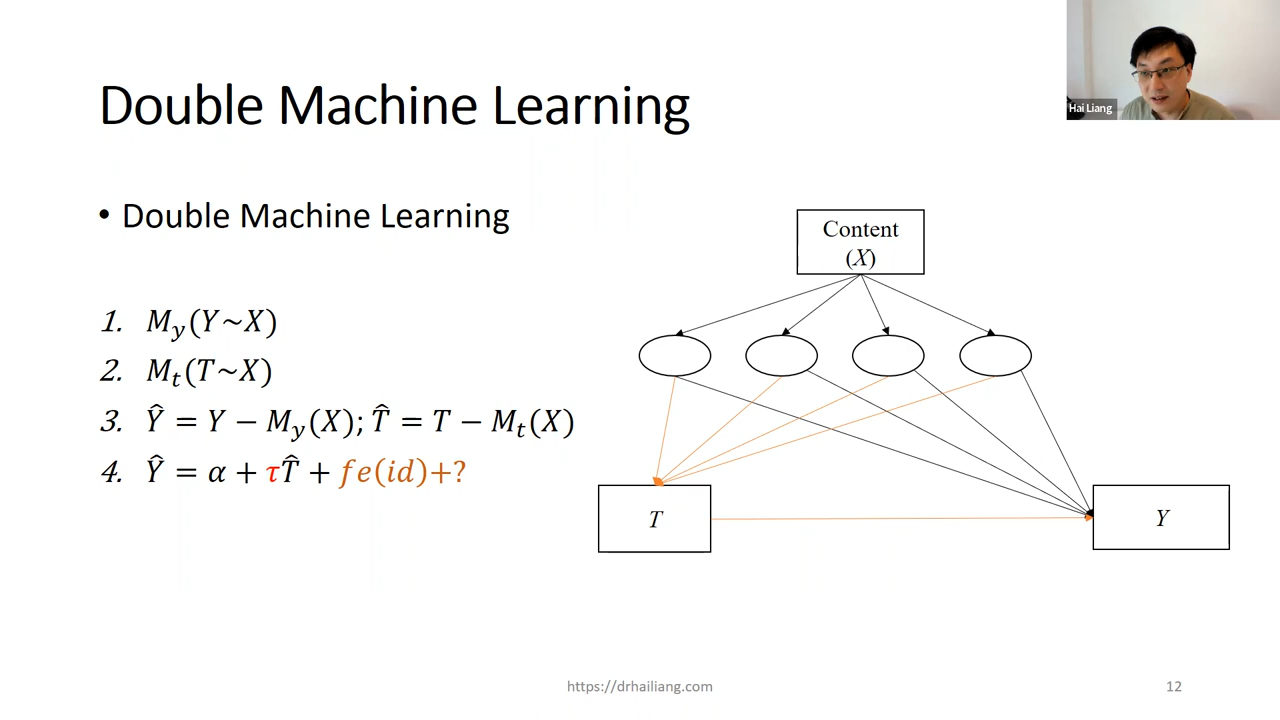 Double Machine Learning
Hai Liang
• Double Machine Learning
1. M_y(Y~X)
2. M_t(T~X)
3. Ŷ = Y − M_y(X); T̂ = T − M_t(X)
4. Ŷ = α + τT̂ + fe(id)+?
Content
(X)
T
Y
https://drhailiang.com
12